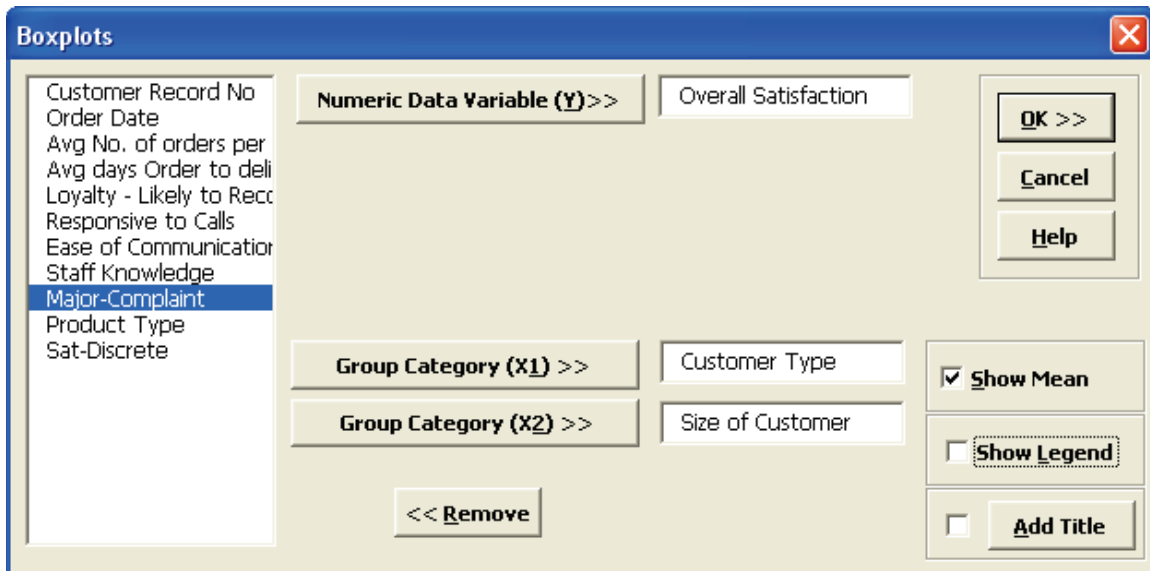 Boxplots
Customer Record No
Order Date
Avg No. of orders per
Avg days Order to deli
Loyalty - Likely to Reco
Responsive to Calls
Ease of Communication
Staff Knowledge
Major-Complaint
Product Type
Sat-Discrete
Numeric Data Variable (Y)>>
Overall Satisfaction
Group Category (X1) >>
Customer Type
Group Category (X2) >>
Size of Customer
<< Remove
OK >>
Cancel
Help
Show Mean
Show Legend
Add Title